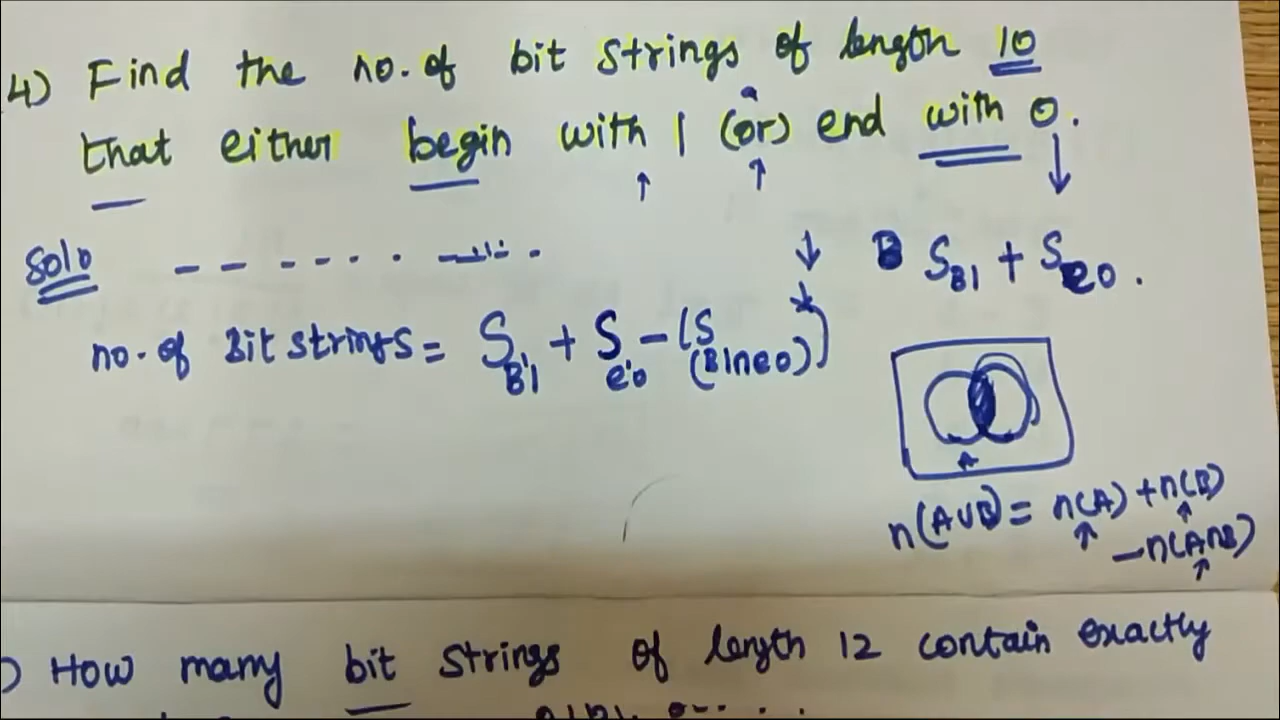 4) Find the no. of bit strings of length 10
that either begin with 1 (or) end with 0.
Solo
B S_B1 + S_e0 .
no. of Bit strings = S_B1 + S_e0 - (S_(B1ne0))
A
n(A∪B) = n(A) + n(B)
- n(A∩B)
) How many bit strings of length 12 contain exactly